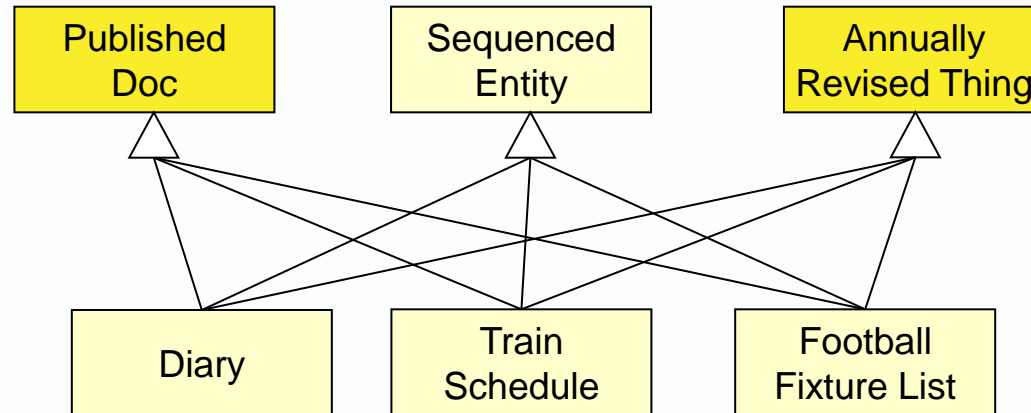 Published
Doc
Sequenced
Entity
Annually
Revised Thing
Diary
Train
Schedule
Football
Fixture List